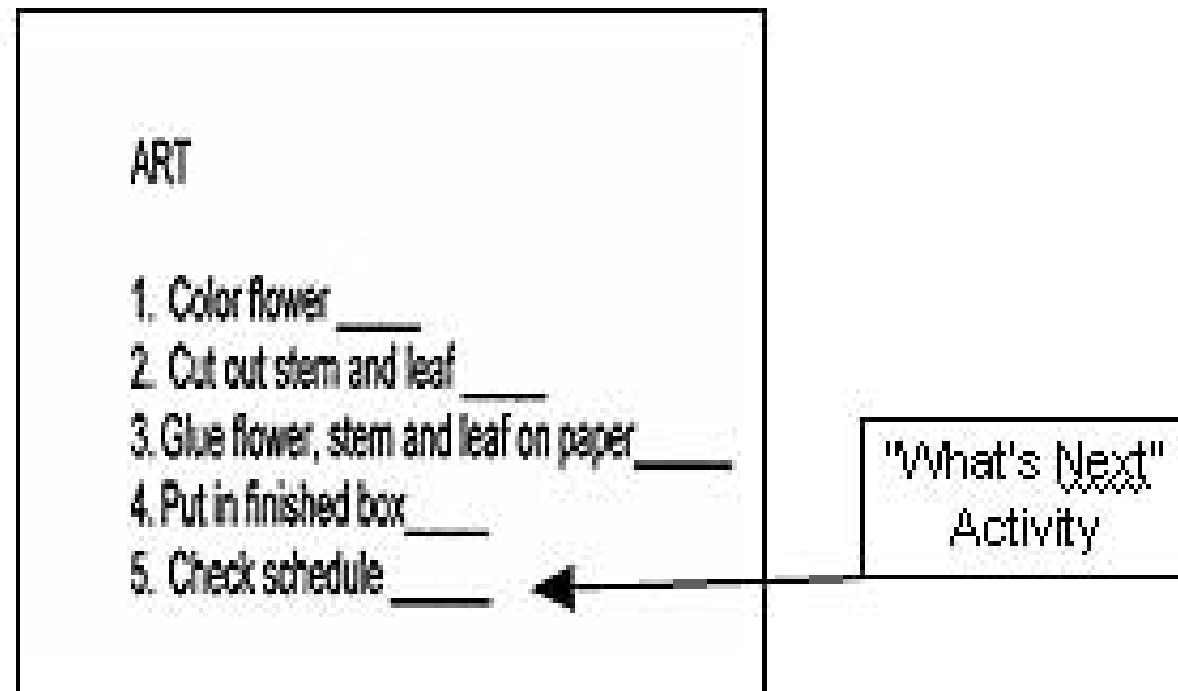 ART
1. Color flower ____
2. Cut out stem and leaf ____
3. Glue flower, stem and leaf on paper____
4. Put in finished box____
5. Check schedule ____
"What's Next"
Activity